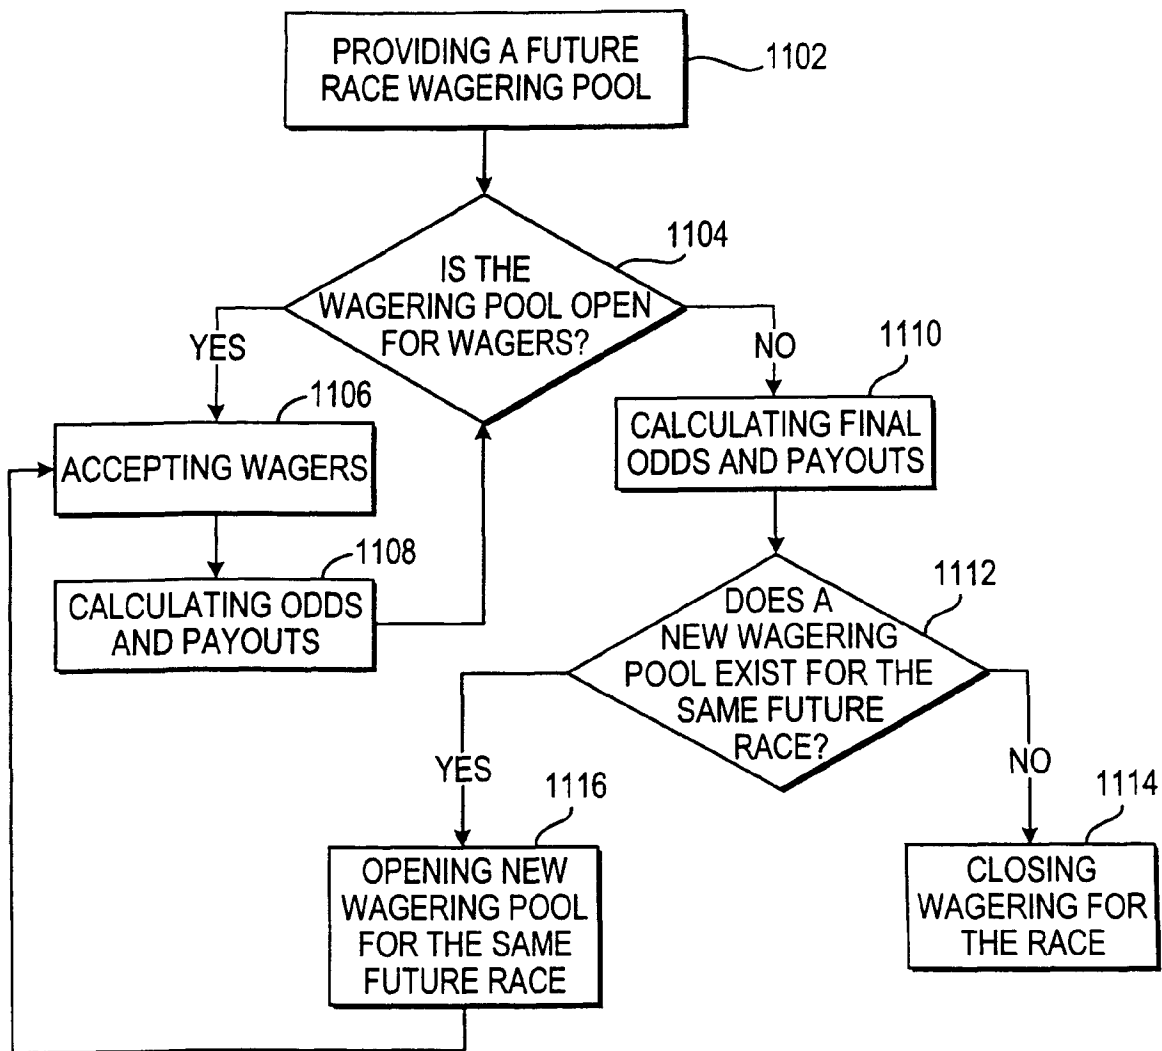 PROVIDING A FUTURE
RACE WAGERING POOL
1102
1104
IS THE
WAGERING POOL OPEN
FOR WAGERS?
YES
NO
1106
ACCEPTING WAGERS
1108
CALCULATING ODDS
AND PAYOUTS
1110
CALCULATING FINAL
ODDS AND PAYOUTS
1112
DOES A
NEW WAGERING
POOL EXIST FOR THE
SAME FUTURE
RACE?
YES
NO
1116
OPENING NEW
WAGERING POOL
FOR THE SAME
FUTURE RACE
1114
CLOSING
WAGERING FOR
THE RACE